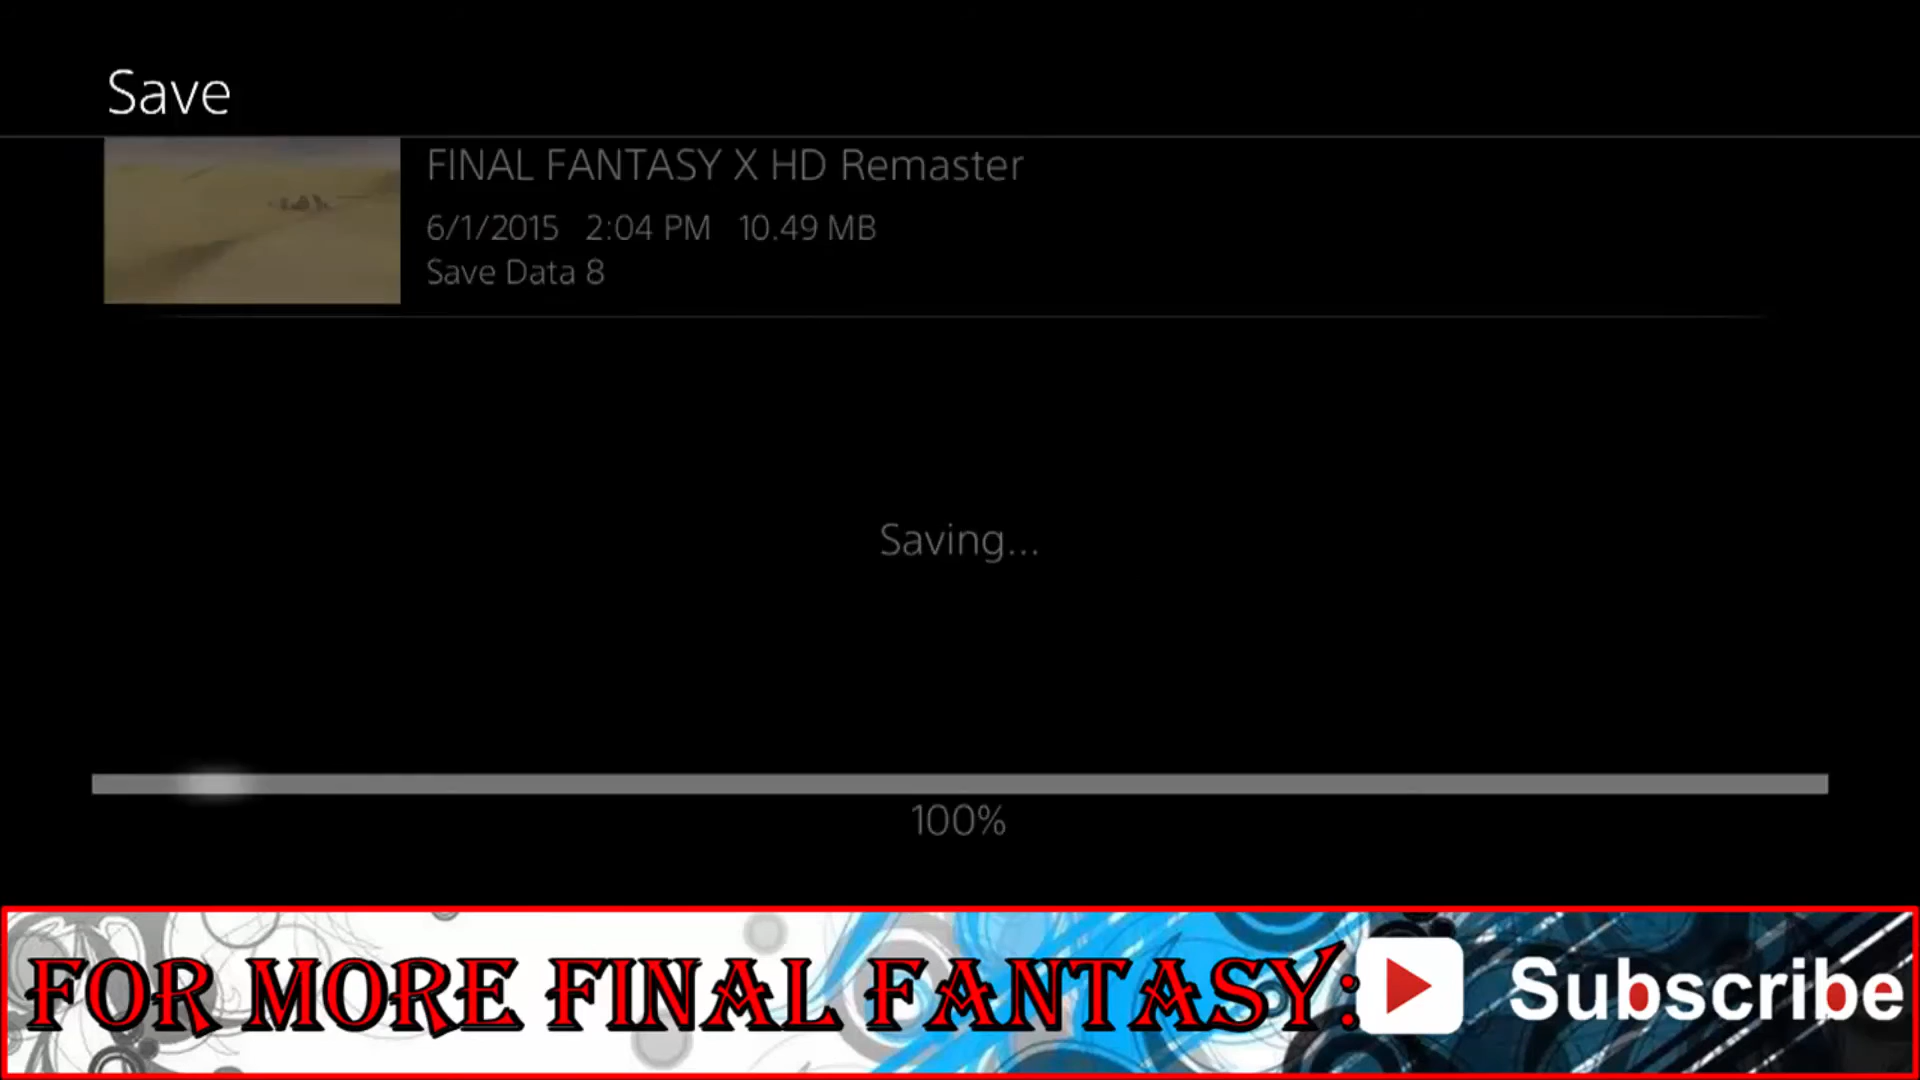 Save
FINAL FANTASY X HD Remaster
6/1/2015 2:04 PM 10.49 MB
Save Data 8
Saving...
100%
FOR MORE FINAL FANTASY: Subscribe